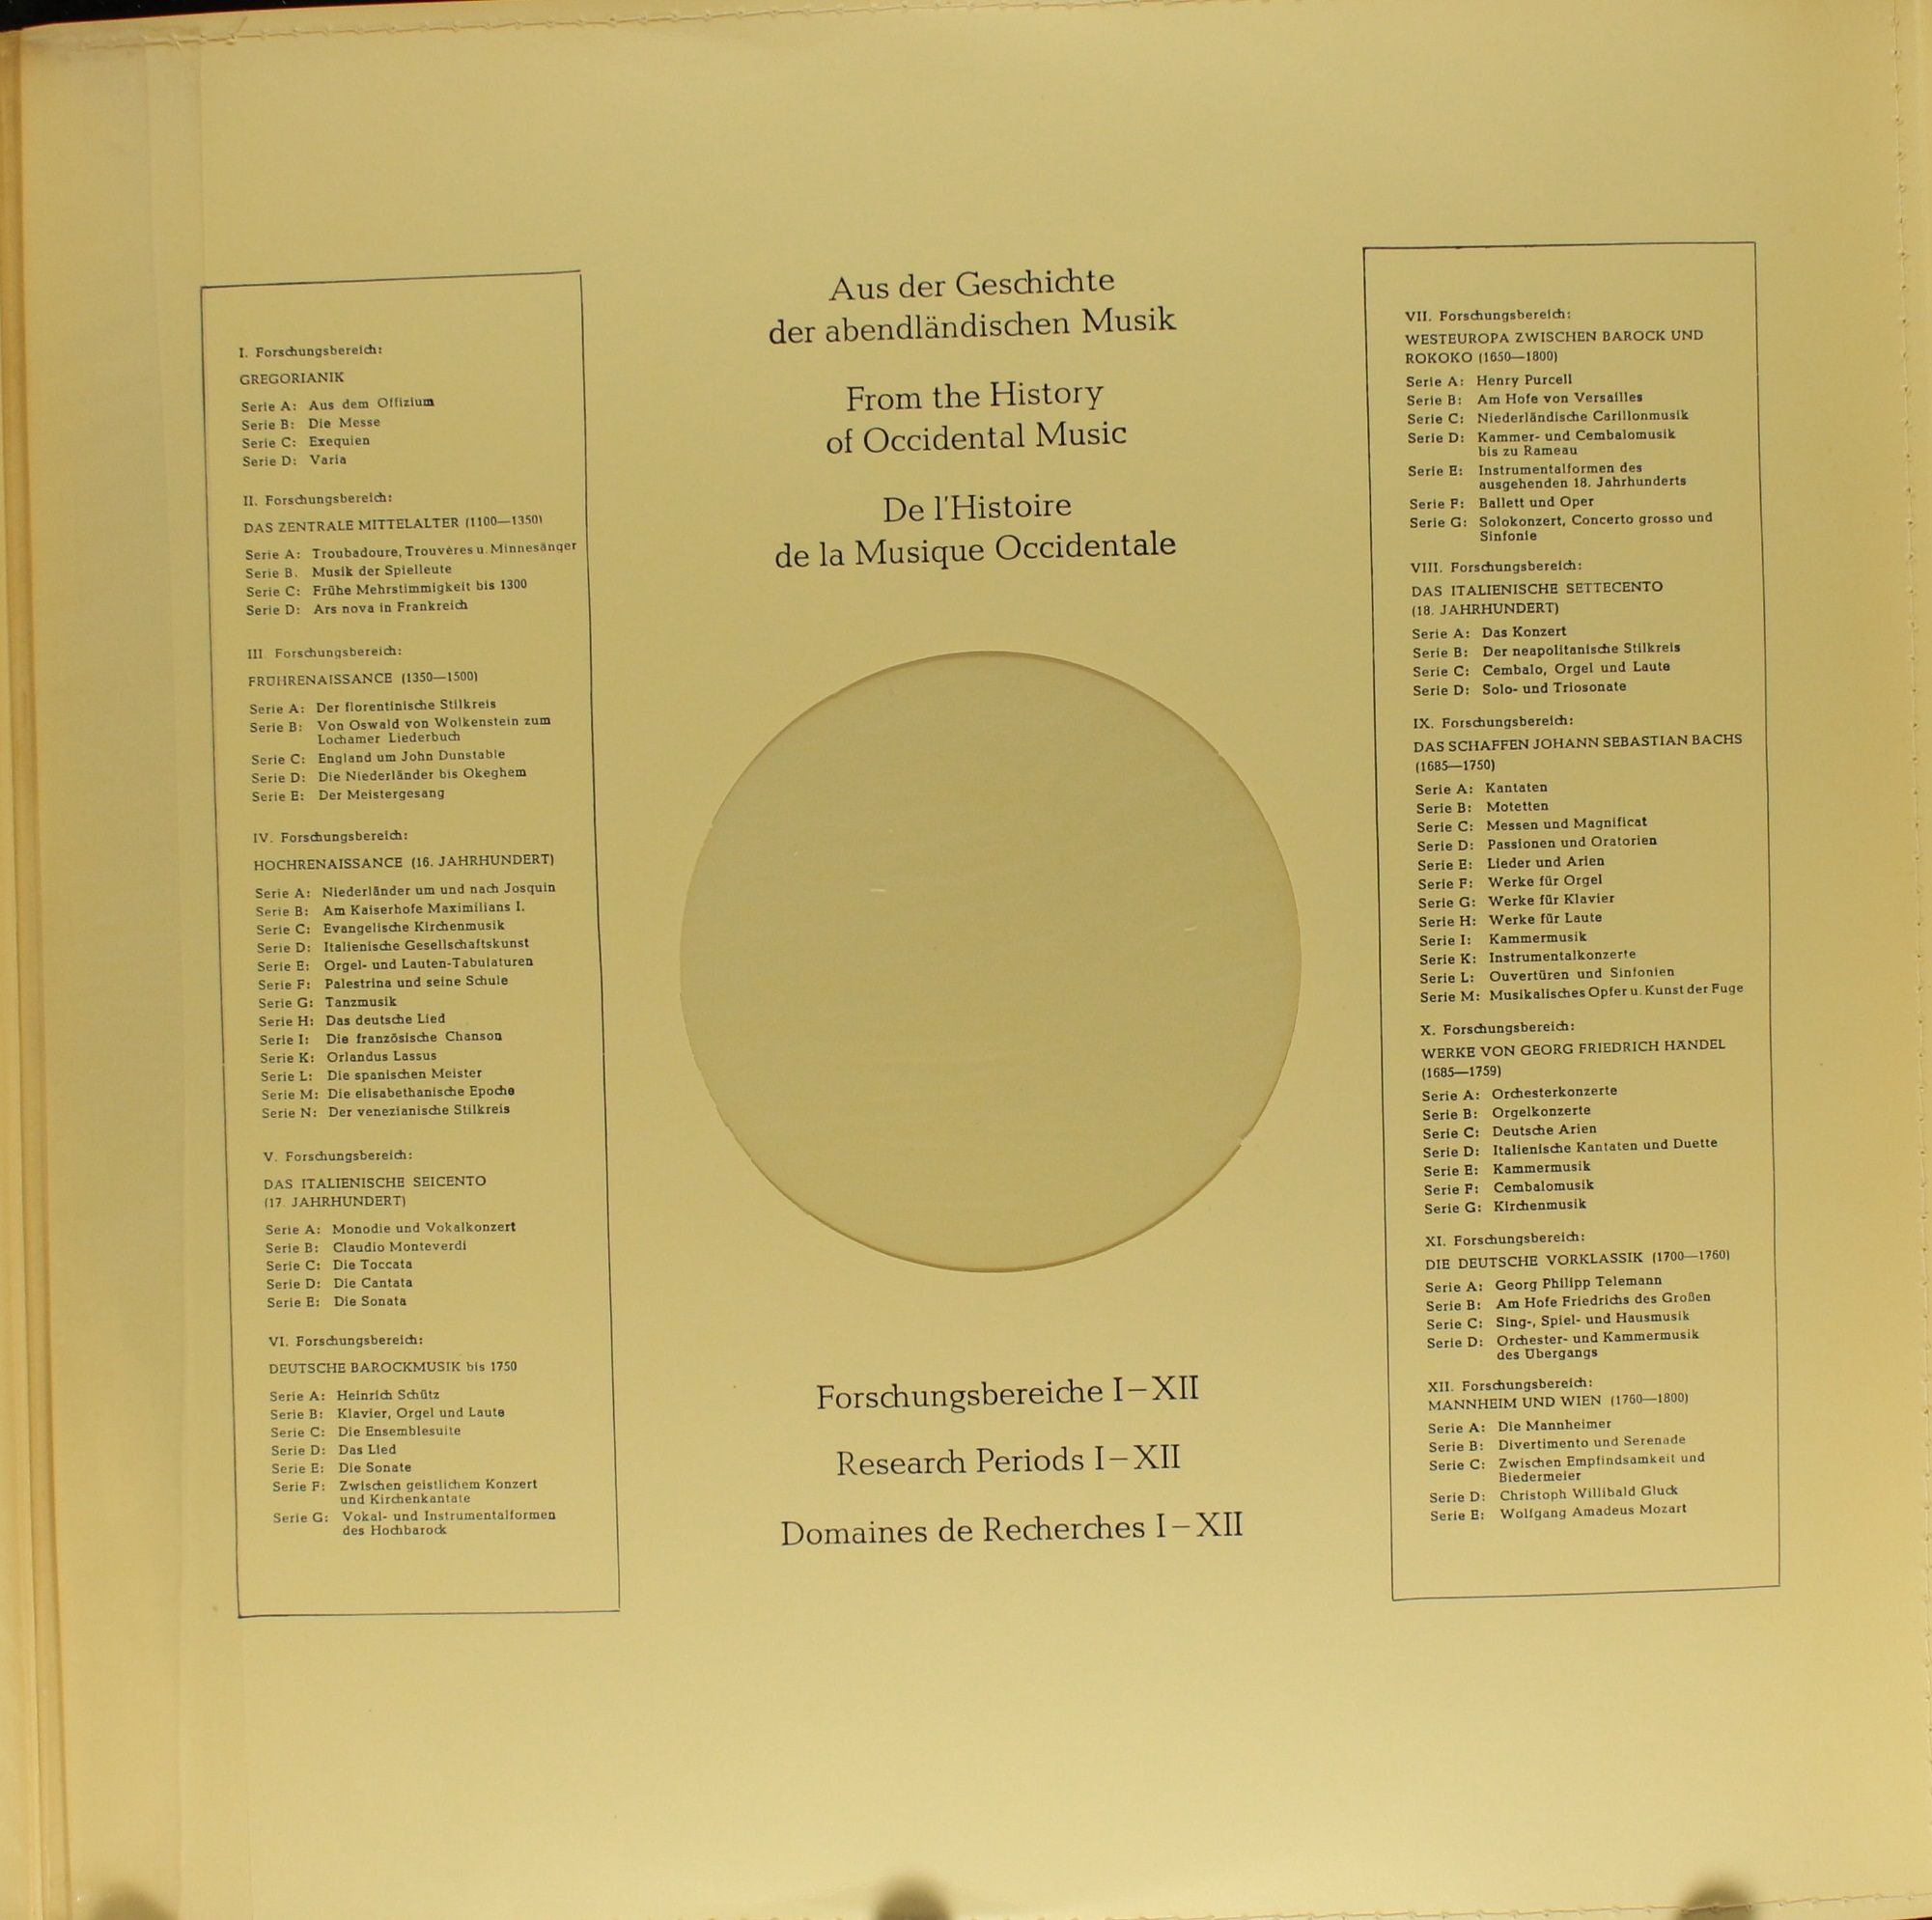 I. Forschungsbereich:
GREGORIANIK
Serie A: Aus dem Offizium
Serie B: Die Messe
Serie C: Exequien
Serie D: Varia
II. Forschungsbereich:
DAS ZENTRALE MITTELALTER (1100—1350)
Serie A: Troubadoure, Trouvères u. Minnesänger
Serie B. Musik der Spielleute
Serie C: Frühe Mehrstimmigkeit bis 1300
Serie D: Ars nova in Frankreich
III Forschungsbereich:
FRÜHRENAISSANCE (1350—1500)
Serie A: Der florentinische Stilkreis
Serie B: Von Oswald von Wolkenstein zum
Lochamer Liederbuch
Serie C: England um John Dunstable
Serie D: Die Niederländer bis Okeghem
Serie E: Der Meistergesang
IV. Forschungsbereich:
HOCHRENAISSANCE (16. JAHRHUNDERT)
Serie A: Niederländer um und nach Josquin
Serie B: Am Kaiserhofe Maximilians I.
Serie C: Evangelische Kirchenmusik
Serie D: Italienische Gesellschaftskunst
Serie E: Orgel- und Lauten-Tabulaturen
Serie F: Palestrina und seine Schule
Serie G: Tanzmusik
Serie H: Das deutsche Lied
Serie I: Die französische Chanson
Serie K: Orlandus Lassus
Serie L: Die spanischen Meister
Serie M: Die elisabethanische Epoche
Serie N: Der venezianische Stilkreis
V. Forschungsbereich:
DAS ITALIENISCHE SEICENTO
(17. JAHRHUNDERT)
Serie A: Monodie und Vokalkonzert
Serie B: Claudio Monteverdi
Serie C: Die Toccata
Serie D: Die Cantata
Serie E: Die Sonata
VI. Forschungsbereich:
DEUTSCHE BAROCKMUSIK bis 1750
Serie A: Heinrich Schütz
Serie B: Klavier, Orgel und Laute
Serie C: Die Ensemblesuite
Serie D: Das Lied
Serie E: Die Sonate
Serie F: Zwischen geistlichem Konzert
und Kirchenkantate
Serie G: Vokal- und Instrumentalformen
des Hochbarock
Aus der Geschichte
der abendländischen Musik
From the History
of Occidental Music
De l'Histoire
de la Musique Occidentale
Forschungsbereiche I–XII
Research Periods I–XII
Domaines de Recherches I–XII
VII. Forschungsbereich:
WESTEUROPA ZWISCHEN BAROCK UND
ROKOKO (1650—1800)
Serie A: Henry Purcell
Serie B: Am Hofe von Versailles
Serie C: Niederländische Carillonmusik
Serie D: Kammer- und Cembalomusik
bis zu Rameau
Serie E: Instrumentalformen des
ausgehenden 18. Jahrhunderts
Serie F: Ballett und Oper
Serie G: Solokonzert, Concerto grosso und
Sinfonie
VIII. Forschungsbereich:
DAS ITALIENISCHE SETTECENTO
(18. JAHRHUNDERT)
Serie A: Das Konzert
Serie B: Der neapolitanische Stilkreis
Serie C: Cembalo, Orgel und Laute
Serie D: Solo- und Triosonate
IX. Forschungsbereich:
DAS SCHAFFEN JOHANN SEBASTIAN BACHS
(1685—1750)
Serie A: Kantaten
Serie B: Motetten
Serie C: Messen und Magnificat
Serie D: Passionen und Oratorien
Serie E: Lieder und Arien
Serie F: Werke für Orgel
Serie G: Werke für Klavier
Serie H: Werke für Laute
Serie I: Kammermusik
Serie K: Instrumentalkonzerte
Serie L: Ouvertüren und Sinfonien
Serie M: Musikalisches Opfer u. Kunst der Fuge
X. Forschungsbereich:
WERKE VON GEORG FRIEDRICH HÄNDEL
(1685—1759)
Serie A: Orchesterkonzerte
Serie B: Orgelkonzerte
Serie C: Deutsche Arien
Serie D: Italienische Kantaten und Duette
Serie E: Kammermusik
Serie F: Cembalomusik
Serie G: Kirchenmusik
XI. Forschungsbereich:
DIE DEUTSCHE VORKLASSIK (1700—1760)
Serie A: Georg Philipp Telemann
Serie B: Am Hofe Friedrichs des Großen
Serie C: Sing-, Spiel- und Hausmusik
Serie D: Orchester- und Kammermusik
des Übergangs
XII. Forschungsbereich:
MANNHEIM UND WIEN (1760—1800)
Serie A: Die Mannheimer
Serie B: Divertimento und Serenade
Serie C: Zwischen Empfindsamkeit und
Biedermeier
Serie D: Christoph Willibald Gluck
Serie E: Wolfgang Amadeus Mozart